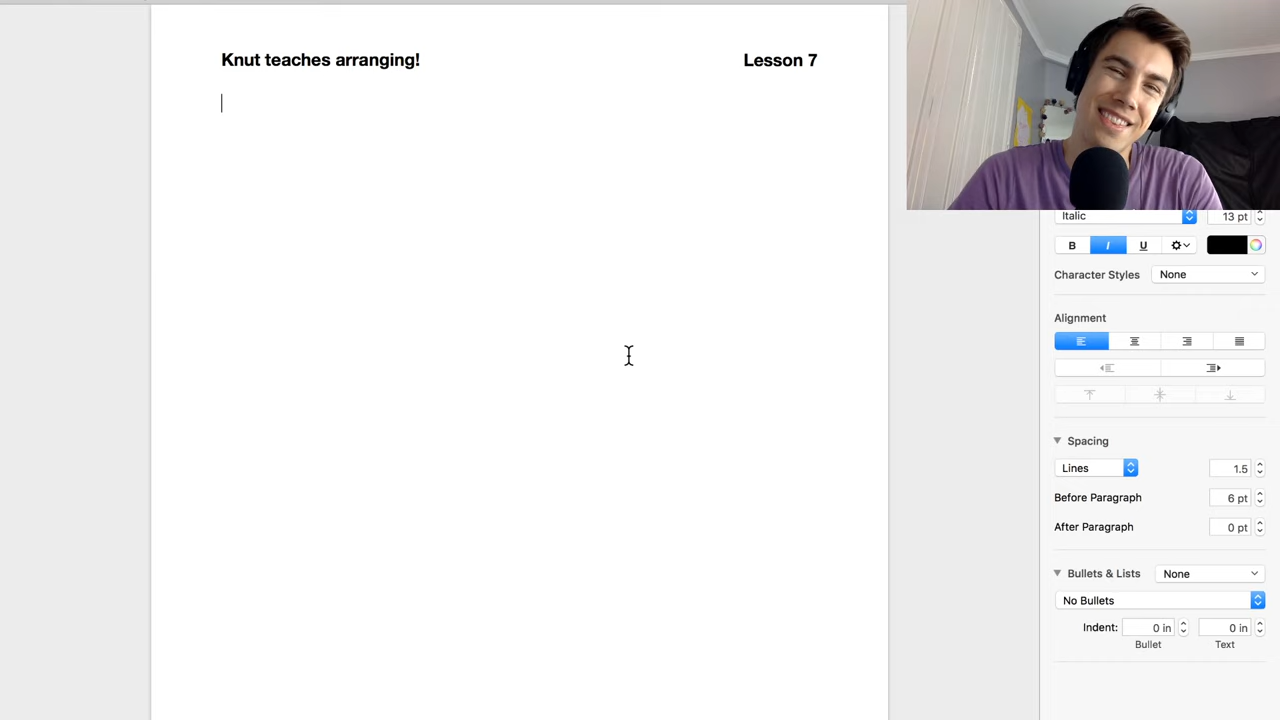 Knut teaches arranging! Lesson 7
Italic 13 pt
B I U
Character Styles None
Alignment
Spacing
Lines 1.5
Before Paragraph 6 pt
After Paragraph 0 pt
Bullets & Lists None
No Bullets
Indent: 0 in 0 in
Bullet Text